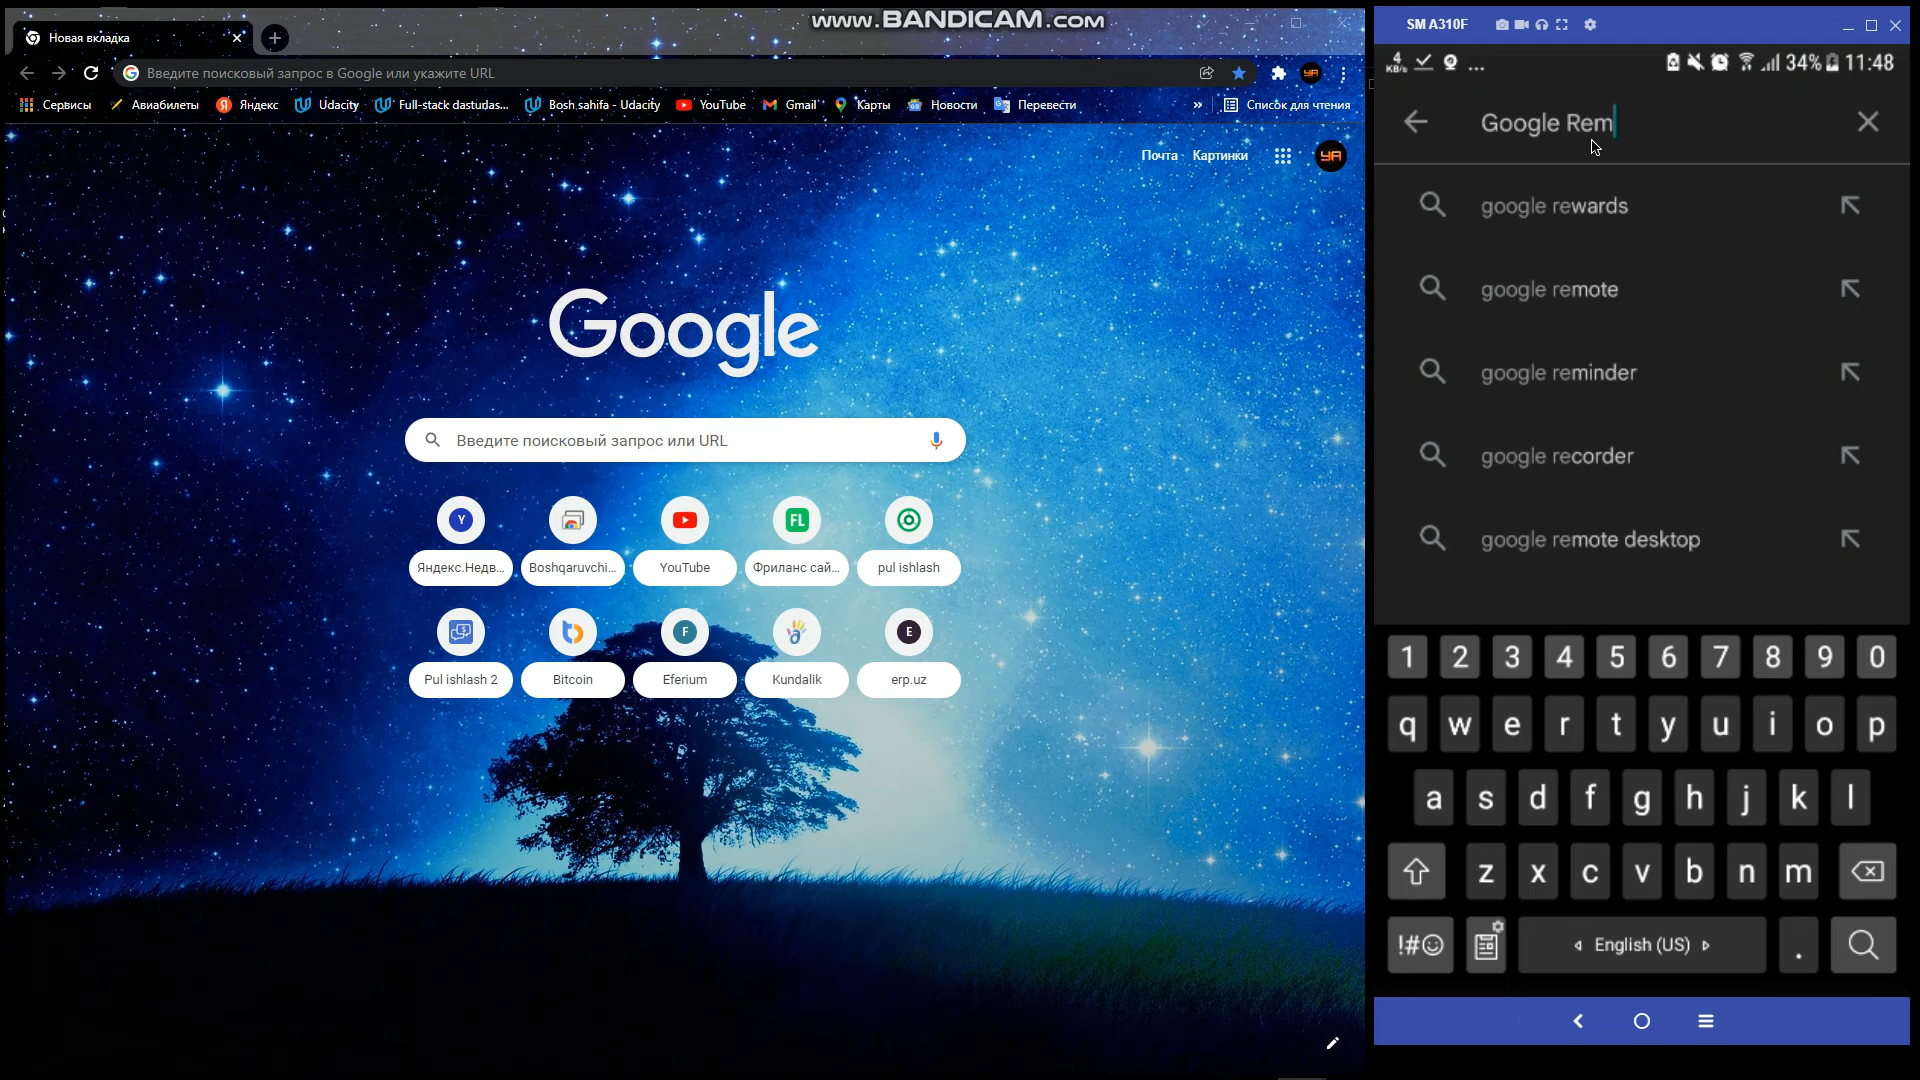 www.BANDICAM.com
Новая вкладка
Введите поисковый запрос в Google или укажите URL
Сервисы
Авиабилеты
Яндекс
Udacity
Full-stack dasturdas...
Bosh sahifa - Udacity
YouTube
Gmail
Карты
Новости
Перевести
»
Список для чтения
Почта
Картинки
УА
Google
Введите поисковый запрос или URL
Яндекс.Недв...
Boshqaruvchi...
YouTube
Фриланс сай...
pul ishlash
Pul ishlash 2
Bitcoin
Eferium
Kundalik
erp.uz
SM A310F
4 KB/s
... 34% 11:48
Google Rem
google rewards
google remote
google reminder
google recorder
google remote desktop
1 2 3 4 5 6 7 8 9 0
q w e r t y u i o p
a s d f g h j k l
z x c v b n m
!#☺ English (US) .